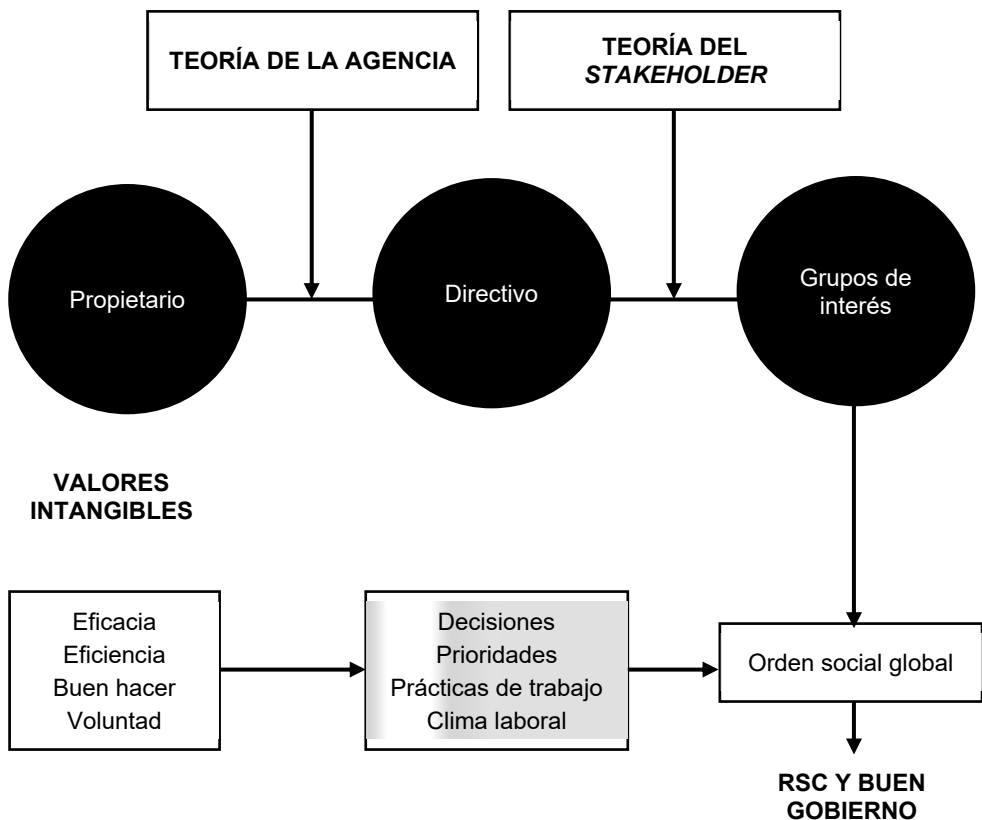 TEORÍA DE LA AGENCIA
TEORÍA DEL
STAKEHOLDER
Propietario
Directivo
Grupos de
interés
VALORES
INTANGIBLES
Eficacia
Eficiencia
Buen hacer
Voluntad
Decisiones
Prioridades
Prácticas de trabajo
Clima laboral
Orden social global
RSC Y BUEN
GOBIERNO